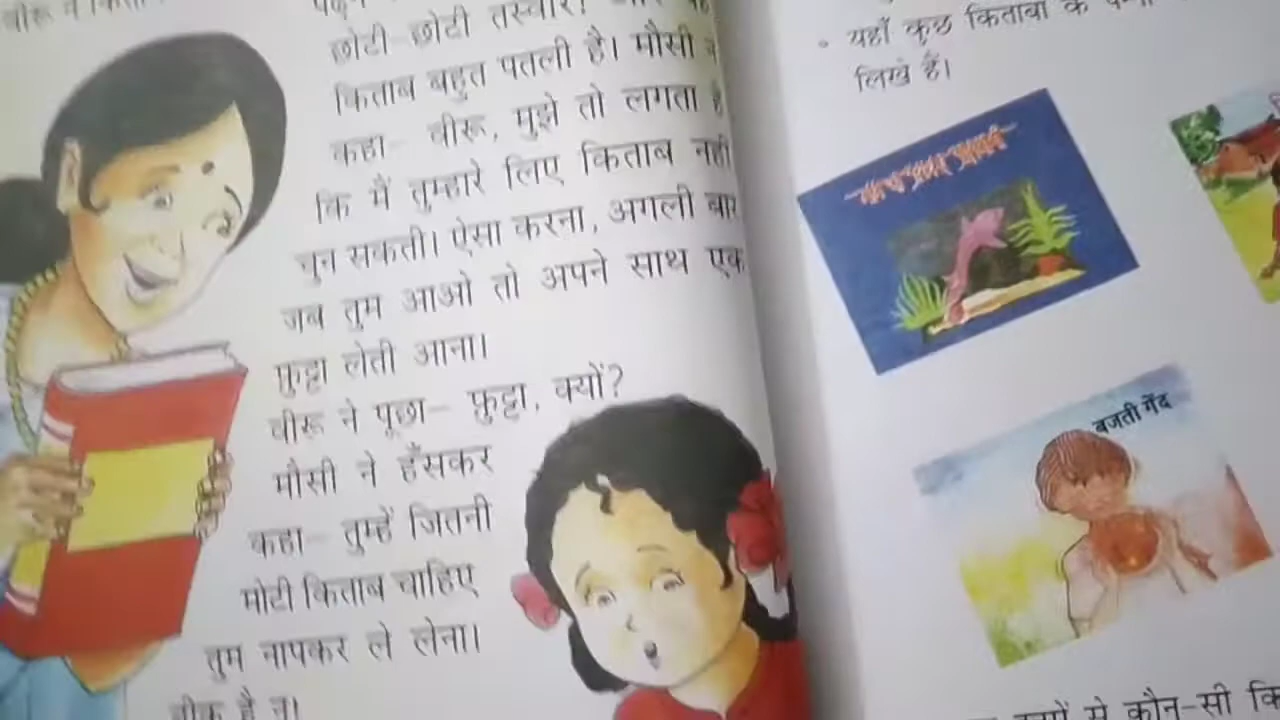 छोटी-छोटी तस्वीरें!
किताब बहुत पतली है। मौसी ने
कहा- वीरू, मुझे तो लगता है
कि मैं तुम्हारे लिए किताब नहीं
चुन सकती। ऐसा करना, अगली बार
जब तुम आओ तो अपने साथ एक
फुट्टा लेती आना।
वीरू ने पूछा- फुट्टा, क्यों?
मौसी ने हँसकर
कहा- तुम्हें जितनी
मोटी किताब चाहिए
तुम नापकर ले लेना।
ठीक है न।
• यहाँ कुछ किताबों के
लिखे हैं।
बजती गेंद
में से कौन-सी